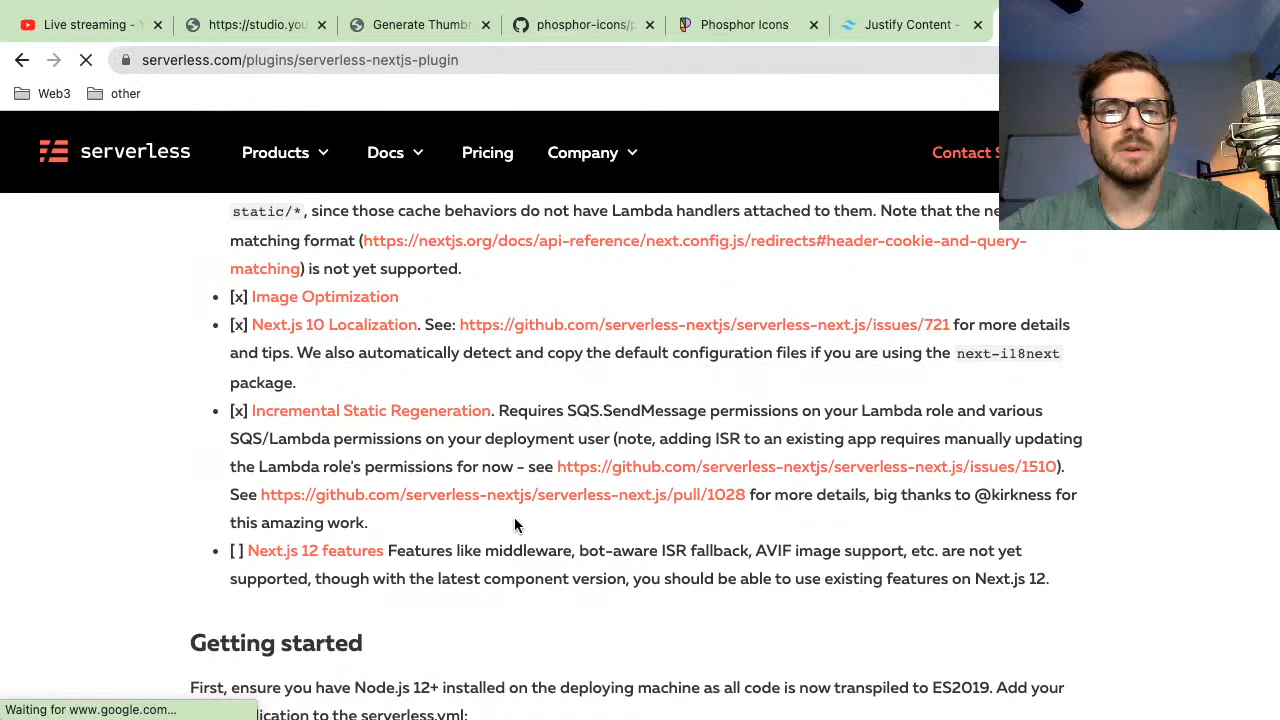 Live streaming -
https://studio.you
Generate Thumbn
phosphor-icons/p
Phosphor Icons
Justify Content -
serverless.com/plugins/serverless-nextjs-plugin
Web3
other
serverless
Products
Docs
Pricing
Company
Contact S
static/*, since those cache behaviors do not have Lambda handlers attached to them. Note that the ne
matching format (https://nextjs.org/docs/api-reference/next.config.js/redirects#header-cookie-and-query-
matching) is not yet supported.
• [x] Image Optimization
• [x] Next.js 10 Localization. See: https://github.com/serverless-nextjs/serverless-next.js/issues/721 for more details
and tips. We also automatically detect and copy the default configuration files if you are using the next-i18next
package.
• [x] Incremental Static Regeneration. Requires SQS.SendMessage permissions on your Lambda role and various
SQS/Lambda permissions on your deployment user (note, adding ISR to an existing app requires manually updating
the Lambda role's permissions for now - see https://github.com/serverless-nextjs/serverless-next.js/issues/1510).
See https://github.com/serverless-nextjs/serverless-next.js/pull/1028 for more details, big thanks to @kirkness for
this amazing work.
• [ ] Next.js 12 features Features like middleware, bot-aware ISR fallback, AVIF image support, etc. are not yet
supported, though with the latest component version, you should be able to use existing features on Next.js 12.
Getting started
First, ensure you have Node.js 12+ installed on the deploying machine as all code is now transpiled to ES2019. Add your
lication to the serverless.yml:
Waiting for www.google.com...